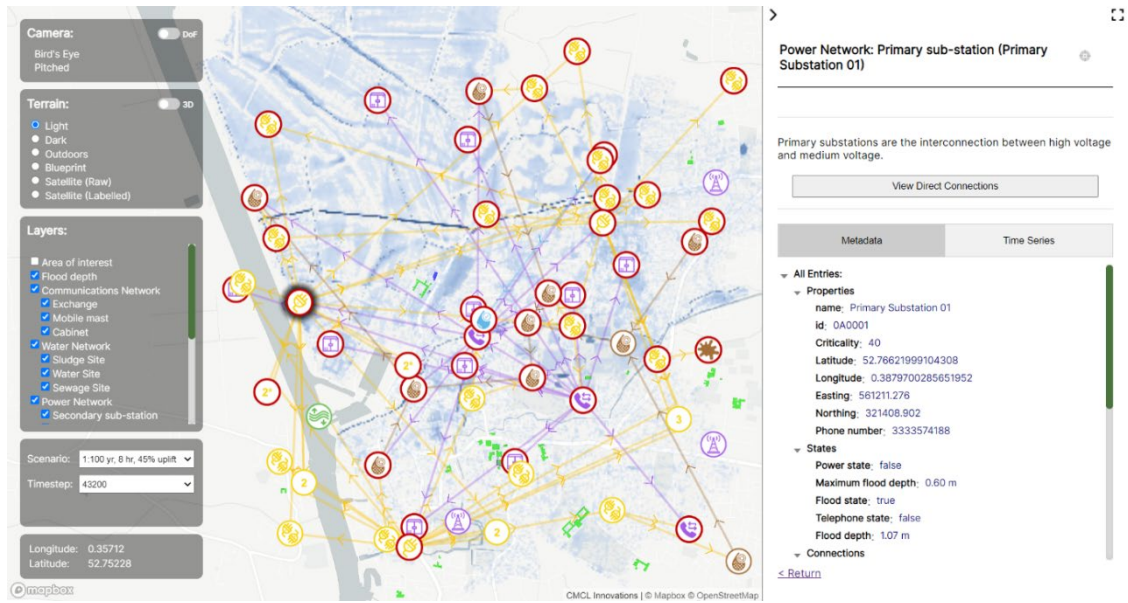 Camera:
DoF
Bird's Eye
Pitched
Terrain:
3D
Light
Dark
Outdoors
Blueprint
Satellite (Raw)
Satellite (Labelled)
Layers:
Area of interest
Flood depth
Communications Network
Exchange
Mobile mast
Cabinet
Water Network
Sludge Site
Water Site
Sewage Site
Power Network
Secondary sub-station
Scenario: 1:100 yr, 8 hr, 45% uplift
Timestep: 43200
Longitude: 0.35712
Latitude: 52.75228
mapbox
2*
2*
3
2
2
CMCL Innovations | © Mapbox © OpenStreetMap
Power Network: Primary sub-station (Primary
Substation 01)
Primary substations are the interconnection between high voltage
and medium voltage.
View Direct Connections
Metadata
Time Series
All Entries:
Properties
name: Primary Substation 01
id: 0A0001
Criticality: 40
Latitude: 52.76621999104308
Longitude: 0.3879700285651952
Easting: 561211.276
Northing: 321408.902
Phone number: 3333574188
States
Power state: false
Maximum flood depth: 0.60 m
Flood state: true
Telephone state: false
Flood depth: 1.07 m
Connections
< Return